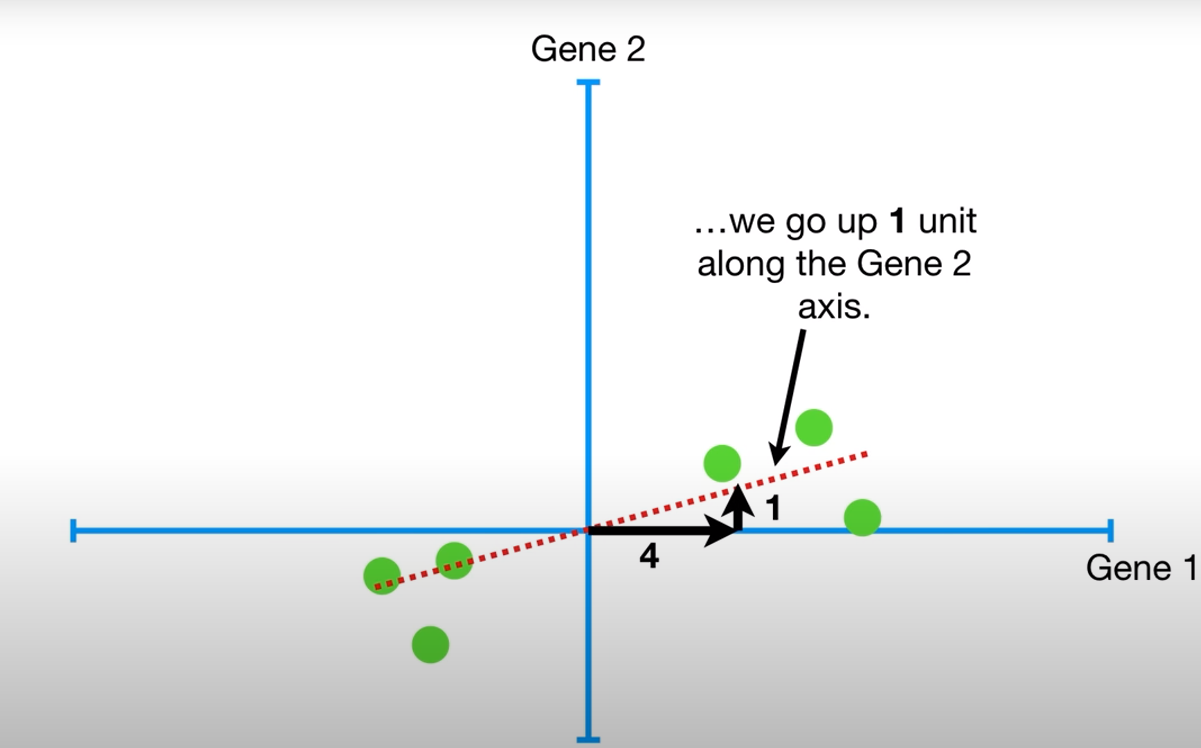 Gene 2
…we go up 1 unit
along the Gene 2
axis.
1
4
Gene 1